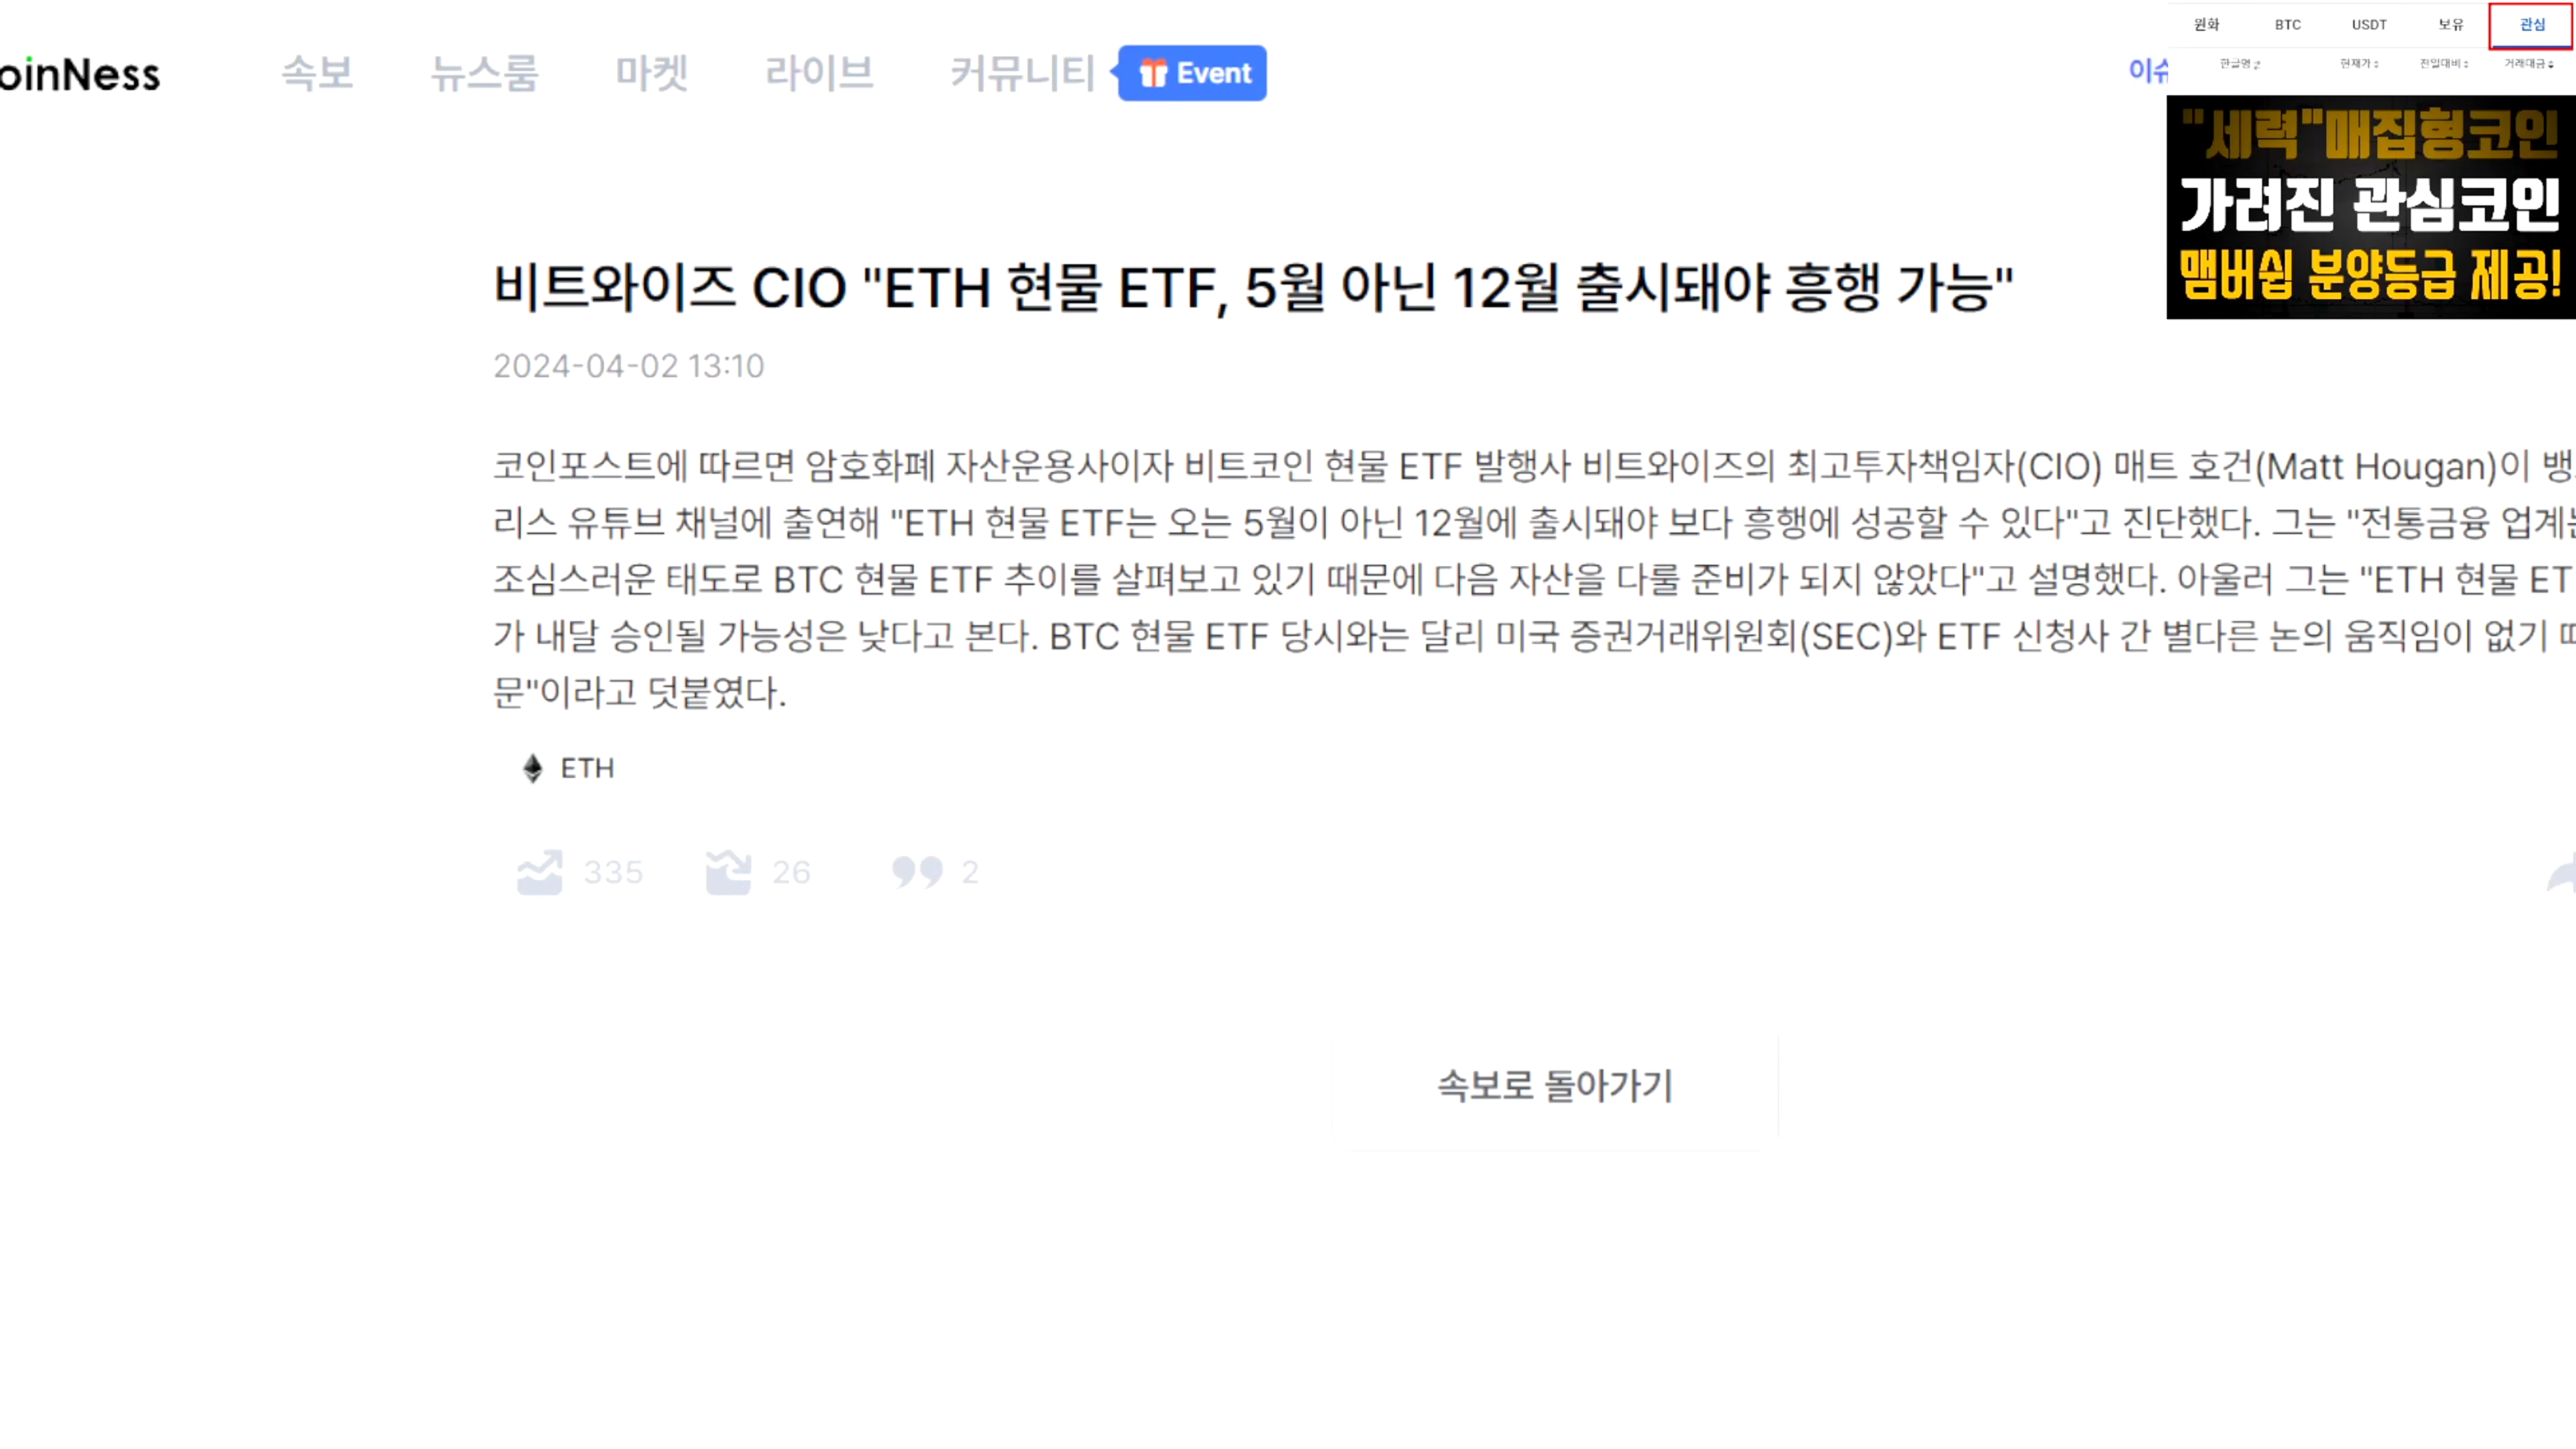 oinNess 속보 뉴스룸 마켓 라이브 커뮤니티 Event
원화 BTC USDT 보유 관심
한글명 현재가 전일대비 거래대금
"세력"매집형코인
가려진 관심코인
맴버쉽 분양등급 제공!
비트와이즈 CIO "ETH 현물 ETF, 5월 아닌 12월 출시돼야 흥행 가능"
2024-04-02 13:10
코인포스트에 따르면 암호화폐 자산운용사이자 비트코인 현물 ETF 발행사 비트와이즈의 최고투자책임자(CIO) 매트 호건(Matt Hougan)이 뱅
리스 유튜브 채널에 출연해 "ETH 현물 ETF는 오는 5월이 아닌 12월에 출시돼야 보다 흥행에 성공할 수 있다"고 진단했다. 그는 "전통금융 업계
조심스러운 태도로 BTC 현물 ETF 추이를 살펴보고 있기 때문에 다음 자산을 다룰 준비가 되지 않았다"고 설명했다. 아울러 그는 "ETH 현물 ET
가 내달 승인될 가능성은 낮다고 본다. BTC 현물 ETF 당시와는 달리 미국 증권거래위원회(SEC)와 ETF 신청사 간 별다른 논의 움직임이 없기
문"이라고 덧붙였다.
ETH
335 26 2
속보로 돌아가기